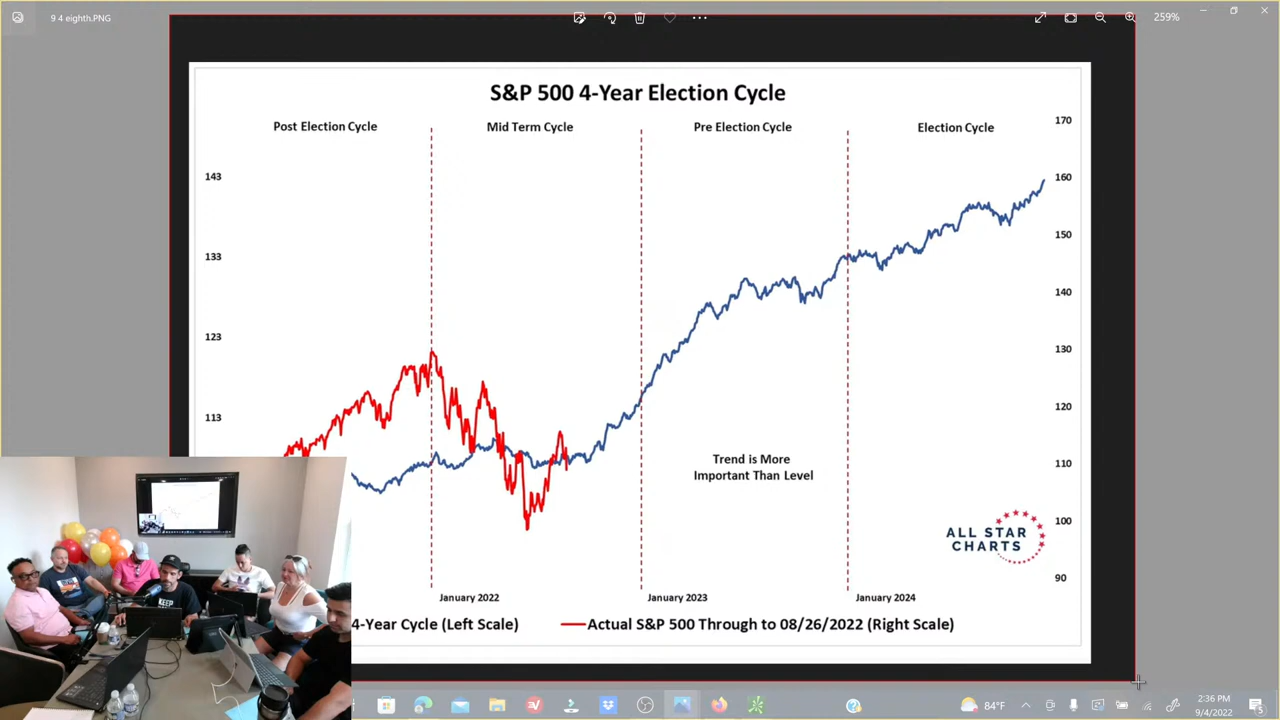 9 4 eighth.PNG
259%
S&P 500 4-Year Election Cycle
Post Election Cycle
Mid Term Cycle
Pre Election Cycle
Election Cycle
170
143
160
150
133
140
123
130
120
113
110
Trend is More
Important Than Level
100
ALL STAR
CHARTS
90
January 2022
January 2023
January 2024
4-Year Cycle (Left Scale)
Actual S&P 500 Through to 08/26/2022 (Right Scale)
84°F
2:36 PM
9/4/2022
5